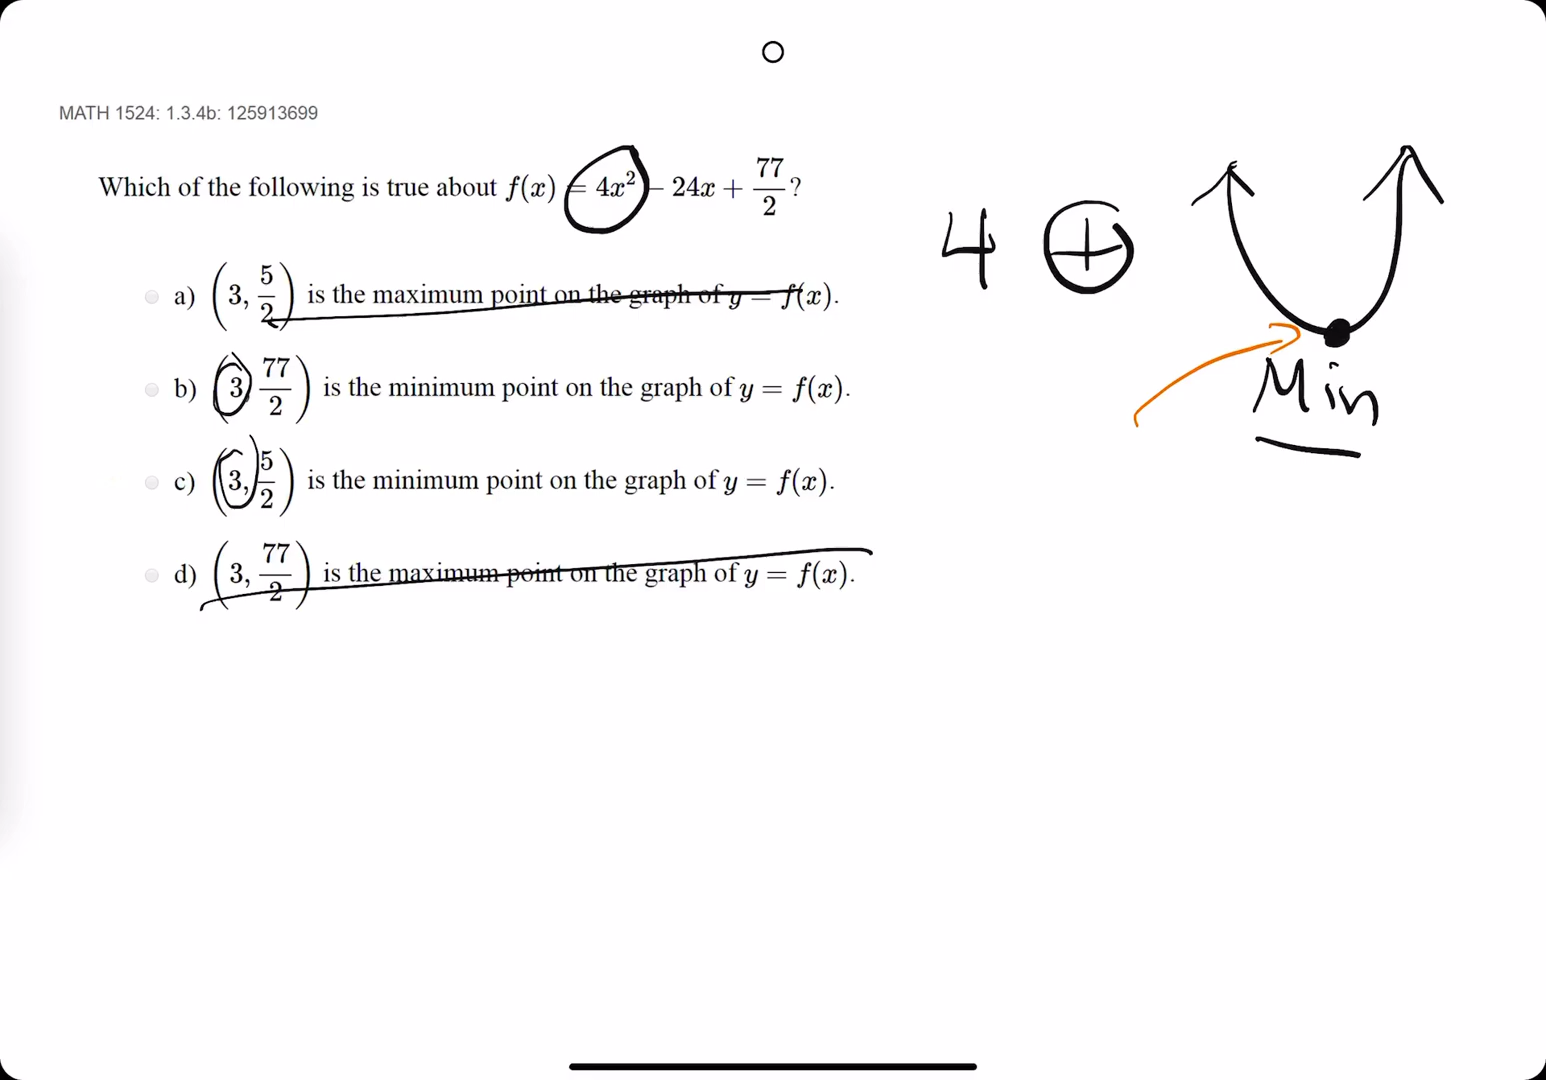 MATH 1524: 1.3.4b: 125913699
Which of the following is true about f(x) = 4x² − 24x + 77/2?
4 +
a) (3, 5/2) is the maximum point on the graph of y = f(x).
b) (3, 77/2) is the minimum point on the graph of y = f(x).
Min
c) (3, 5/2) is the minimum point on the graph of y = f(x).
d) (3, 77/2) is the maximum point on the graph of y = f(x).